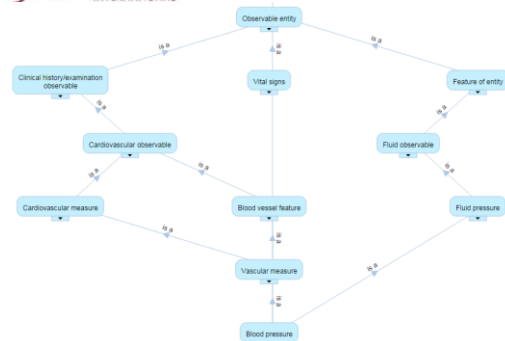 Observable entity
is a
is a
is a
Clinical history/examination
observable
Vital signs
Feature of entity
is a
is a
Cardiovascular observable
Fluid observable
is a
is a
is a
Cardiovascular measure
Blood vessel feature
Fluid pressure
is a
is a
Vascular measure
is a
is a
Blood pressure